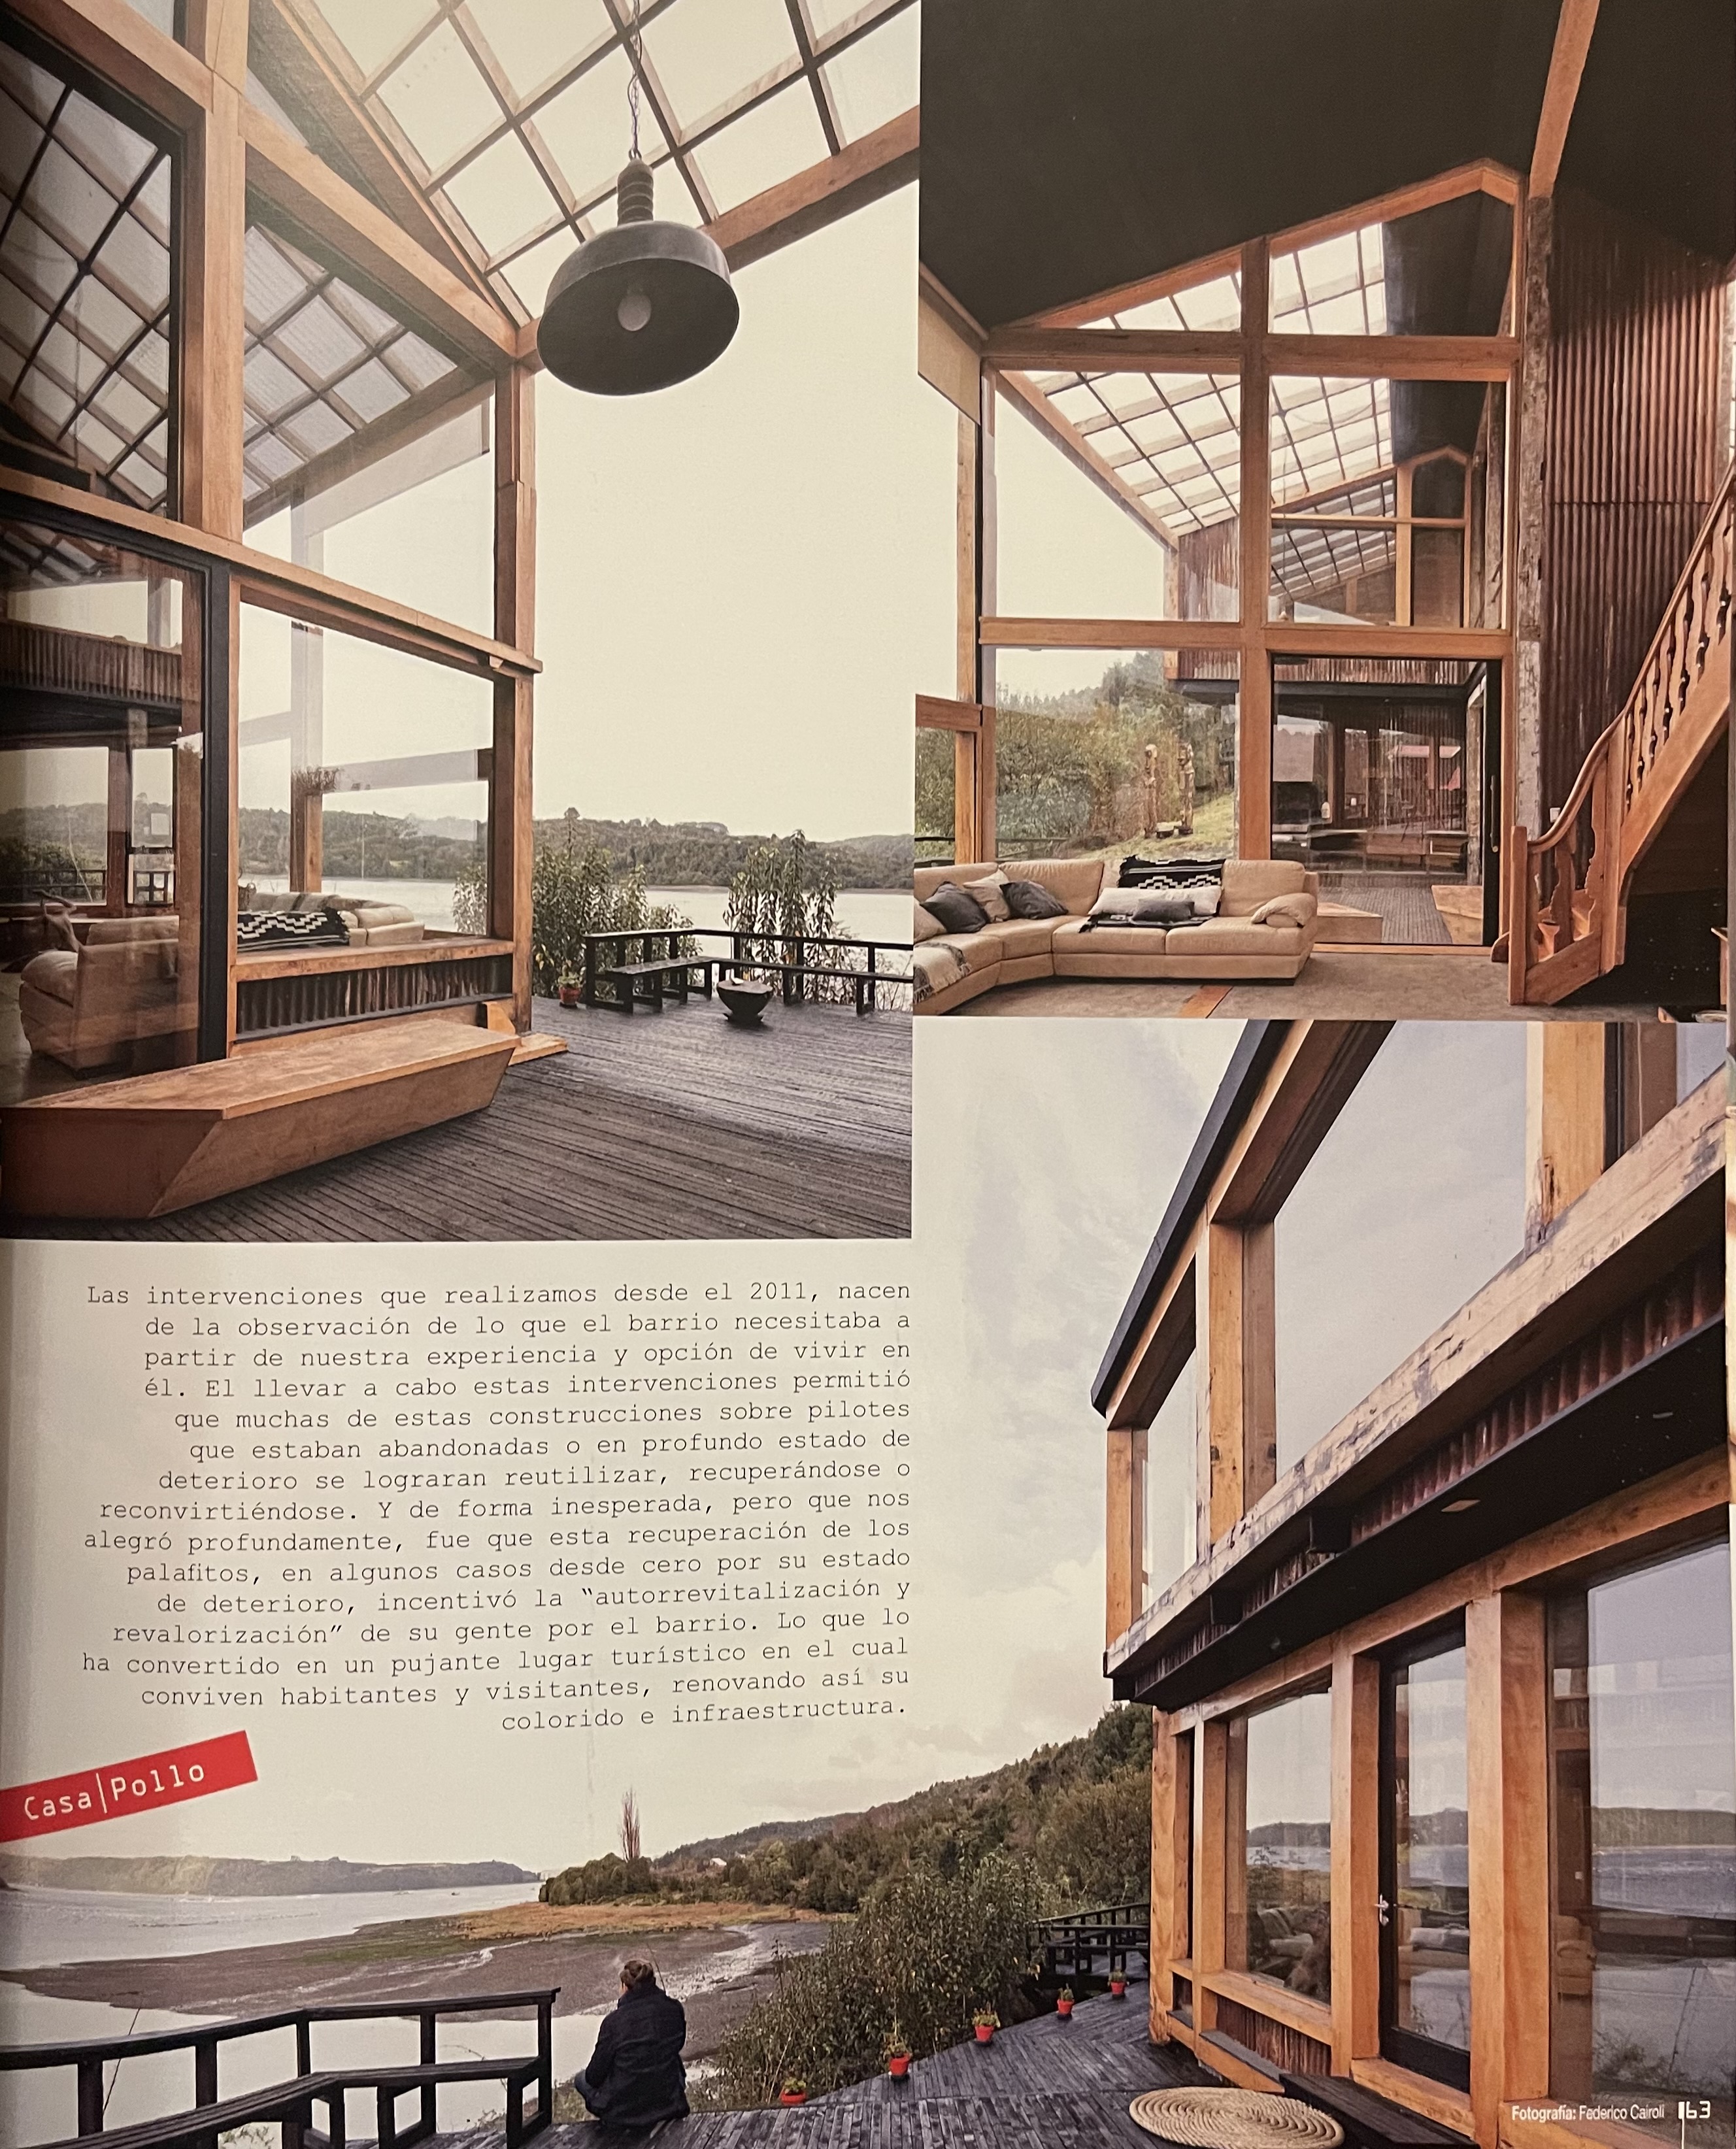 Las intervenciones que realizamos desde el 2011, nacen
de la observación de lo que el barrio necesitaba a
partir de nuestra experiencia y opción de vivir en
él. El llevar a cabo estas intervenciones permitió
que muchas de estas construcciones sobre pilotes
que estaban abandonadas o en profundo estado de
deterioro se lograran reutilizar, recuperándose o
reconvirtiéndose. Y de forma inesperada, pero que nos
alegró profundamente, fue que esta recuperación de los
palafitos, en algunos casos desde cero por su estado
de deterioro, incentivó la "autorrevitalización y
revalorización" de su gente por el barrio. Lo que lo
ha convertido en un pujante lugar turístico en el cual
conviven habitantes y visitantes, renovando así su
colorido e infraestructura.
Casa|Pollo
Fotografía: Federico Cairoli 163